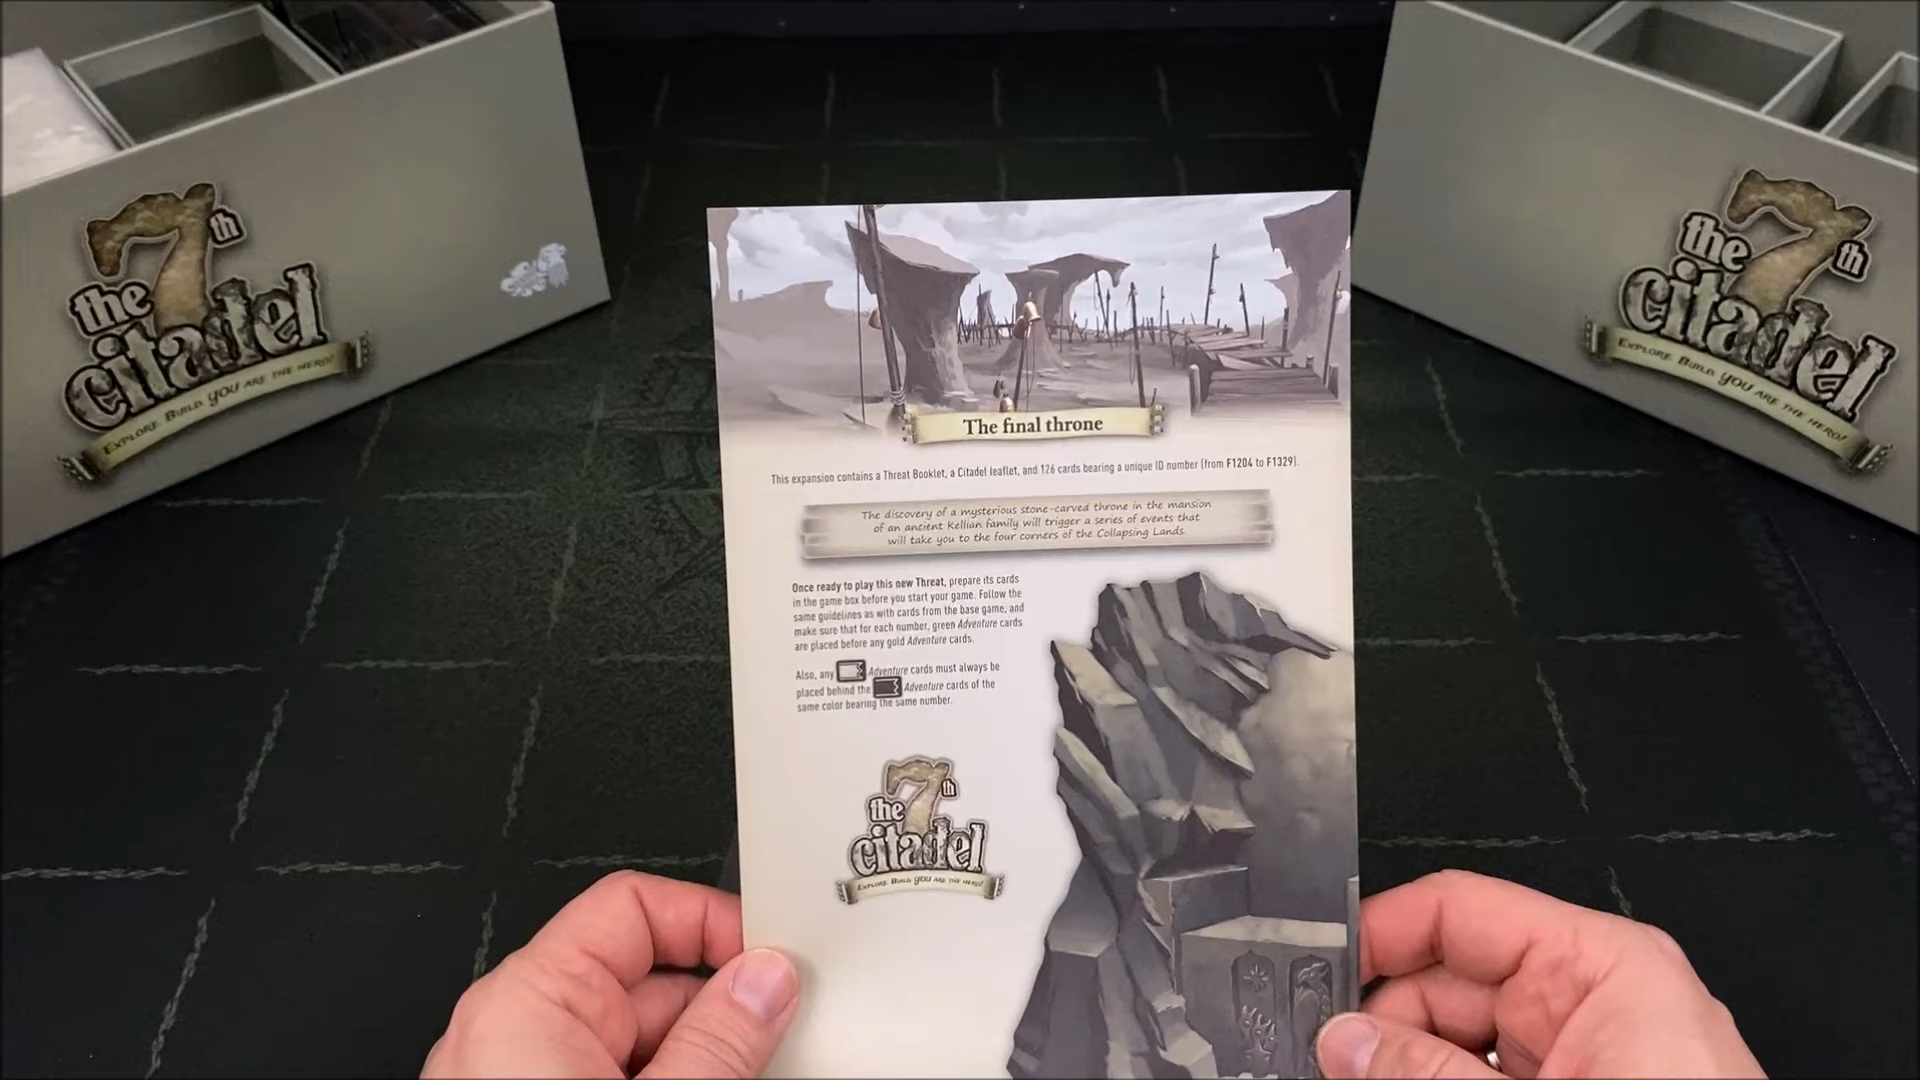 the 7th
citadel
EXPLORE. BUILD. YOU ARE THE HERO!
the 7th
citadel
EXPLORE. BUILD. YOU ARE THE HERO!
The final throne
This expansion contains a Threat Booklet, a Citadel leaflet, and 126 cards bearing a unique ID number (from F1204 to F1329).
The discovery of a mysterious stone-carved throne in the mansion
of an ancient Kellian family will trigger a series of events that
will take you to the four corners of the Collapsing Lands.
Once ready to play this new Threat, prepare its cards
in the game box before you start your game. Follow the
same guidelines as with cards from the base game, and
make sure that for each number, green Adventure cards
are placed before any gold Adventure cards.
Also, any Adventure cards must always be
placed behind the Adventure cards of the
same color bearing the same number.
the 7th
citadel
EXPLORE. BUILD. YOU ARE THE HERO!